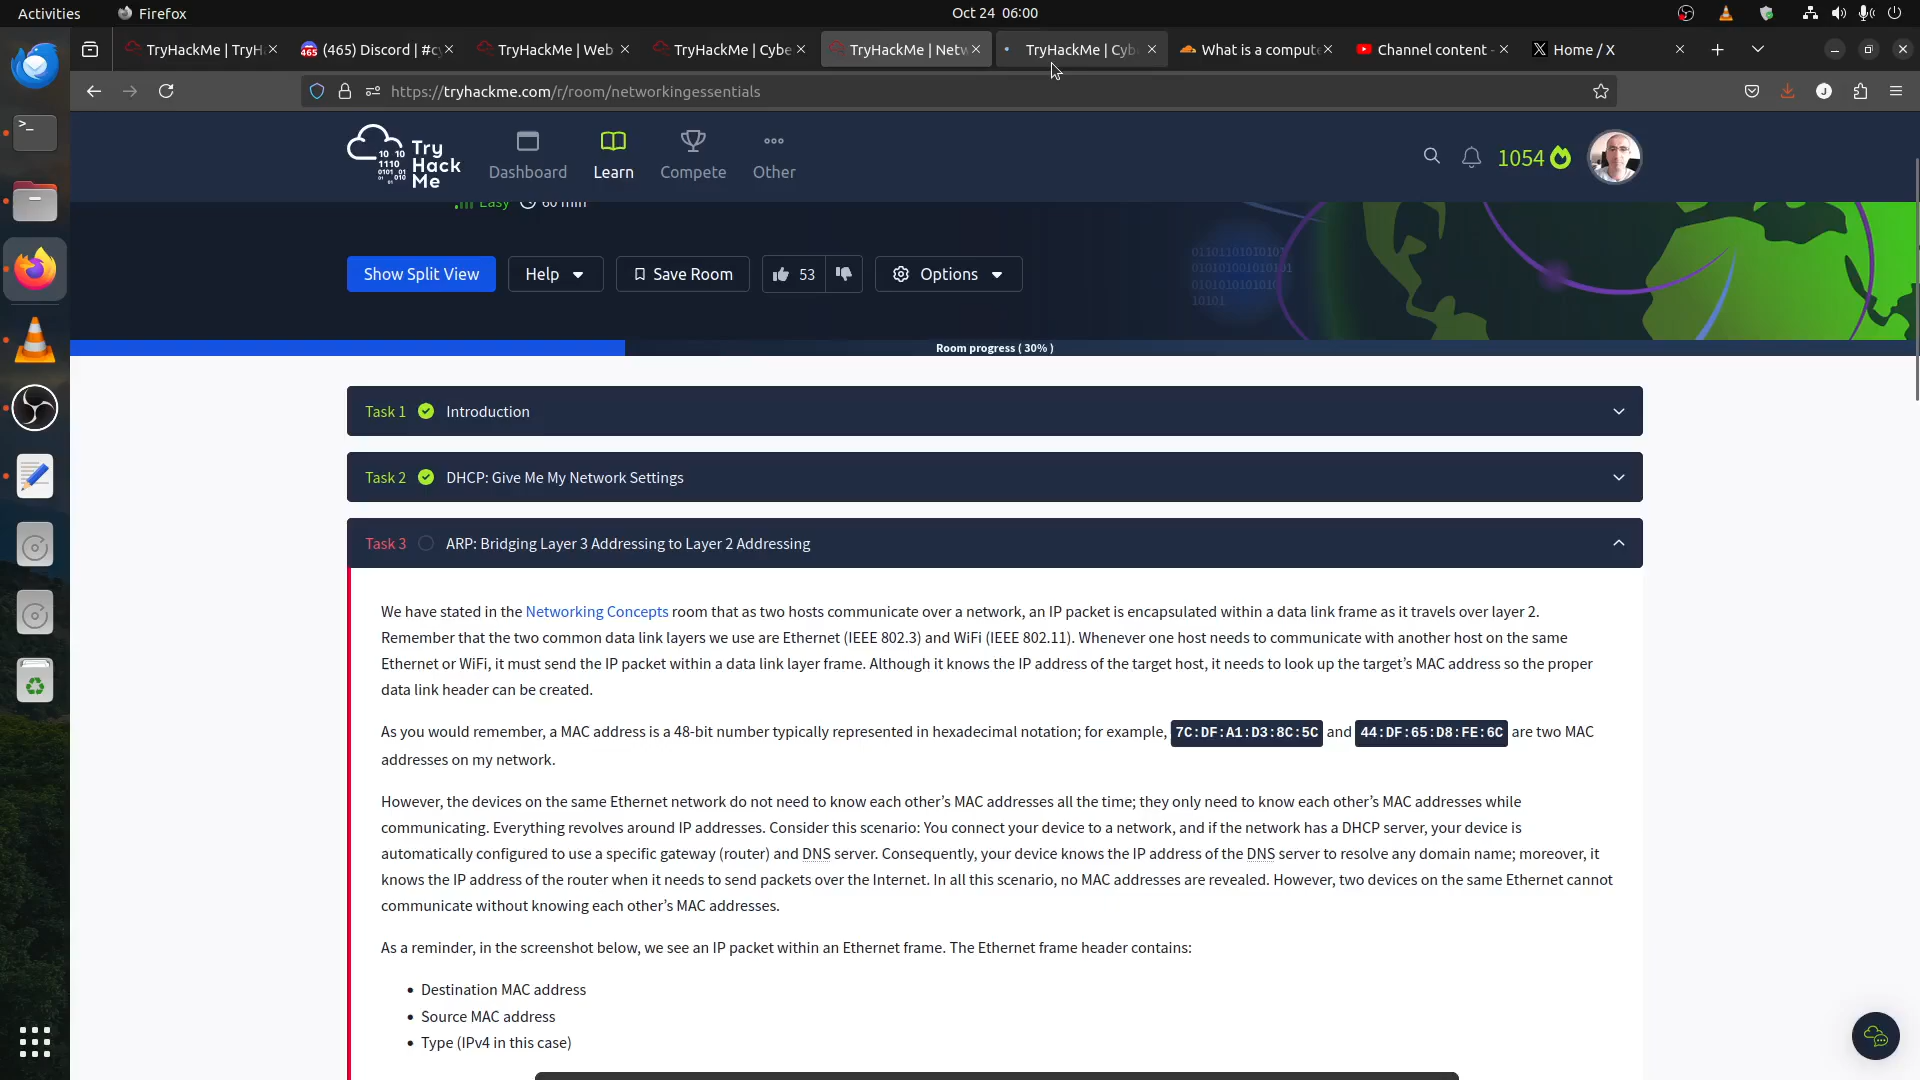 Activities
Firefox
Oct 24 06:00
TryHackMe | TryH
(465) Discord | #cy
TryHackMe | Web
TryHackMe | Cybe
TryHackMe | Netw
TryHackMe | Cyb
What is a compute
Channel content -
Home / X
https://tryhackme.com/r/room/networkingessentials
Try
Hack
Me
Dashboard
Learn
Compete
Other
1054
Easy
60 min
Show Split View
Help
Save Room
53
Options
Room progress ( 30% )
Task 1
Introduction
Task 2
DHCP: Give Me My Network Settings
Task 3
ARP: Bridging Layer 3 Addressing to Layer 2 Addressing
We have stated in the Networking Concepts room that as two hosts communicate over a network, an IP packet is encapsulated within a data link frame as it travels over layer 2.
Remember that the two common data link layers we use are Ethernet (IEEE 802.3) and WiFi (IEEE 802.11). Whenever one host needs to communicate with another host on the same
Ethernet or WiFi, it must send the IP packet within a data link layer frame. Although it knows the IP address of the target host, it needs to look up the target’s MAC address so the proper
data link header can be created.
As you would remember, a MAC address is a 48-bit number typically represented in hexadecimal notation; for example, 7C:DF:A1:D3:8C:5C and 44:DF:65:D8:FE:6C are two MAC
addresses on my network.
However, the devices on the same Ethernet network do not need to know each other’s MAC addresses all the time; they only need to know each other’s MAC addresses while
communicating. Everything revolves around IP addresses. Consider this scenario: You connect your device to a network, and if the network has a DHCP server, your device is
automatically configured to use a specific gateway (router) and DNS server. Consequently, your device knows the IP address of the DNS server to resolve any domain name; moreover, it
knows the IP address of the router when it needs to send packets over the Internet. In all this scenario, no MAC addresses are revealed. However, two devices on the same Ethernet cannot
communicate without knowing each other’s MAC addresses.
As a reminder, in the screenshot below, we see an IP packet within an Ethernet frame. The Ethernet frame header contains:
• Destination MAC address
• Source MAC address
• Type (IPv4 in this case)